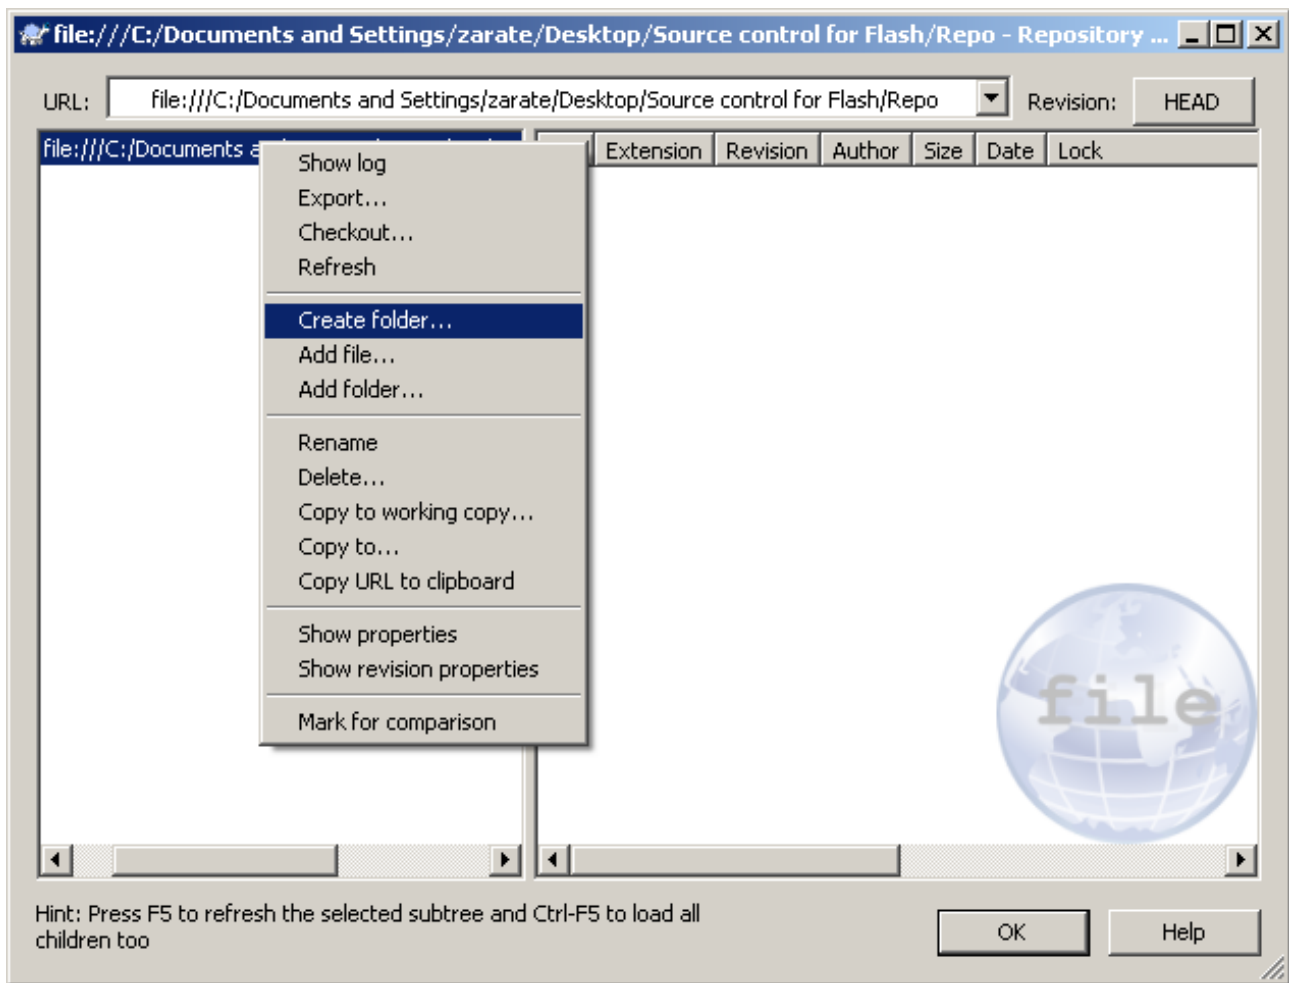 file:///C:/Documents and Settings/zarate/Desktop/Source control for Flash/Repo - Repository ...
URL: file:///C:/Documents and Settings/zarate/Desktop/Source control for Flash/Repo Revision: HEAD
file:///C:/Documents
Extension Revision Author Size Date Lock
Show log
Export...
Checkout...
Refresh
Create folder...
Add file...
Add folder...
Rename
Delete...
Copy to working copy...
Copy to...
Copy URL to clipboard
Show properties
Show revision properties
Mark for comparison
file
Hint: Press F5 to refresh the selected subtree and Ctrl-F5 to load all
children too
OK Help